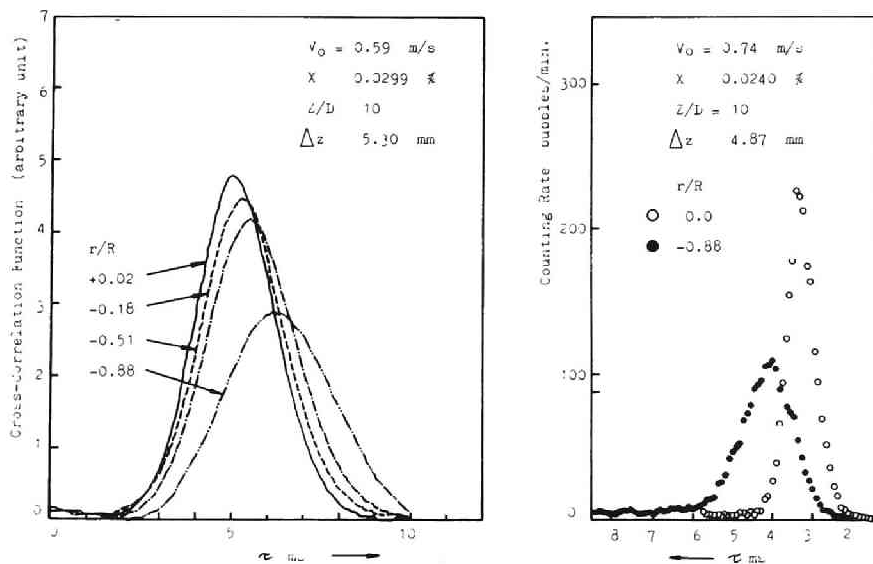 7
6
5
4
3
2
1
0
Cross-Correlation Function (arbitrary unit)
V₀ = 0.59 m/s
X 0.0299 %
Z/D 10
Δz 5.30 mm
r/R
+0.02
-0.18
-0.51
-0.88
0 5 10
τ ms
300
200
100
0
Counting Rate bubbles/min.
V₀ = 0.74 m/s
X 0.0240 %
Z/D = 10
Δz 4.87 mm
r/R
0.0
-0.88
8 7 6 5 4 3 2
τ ms